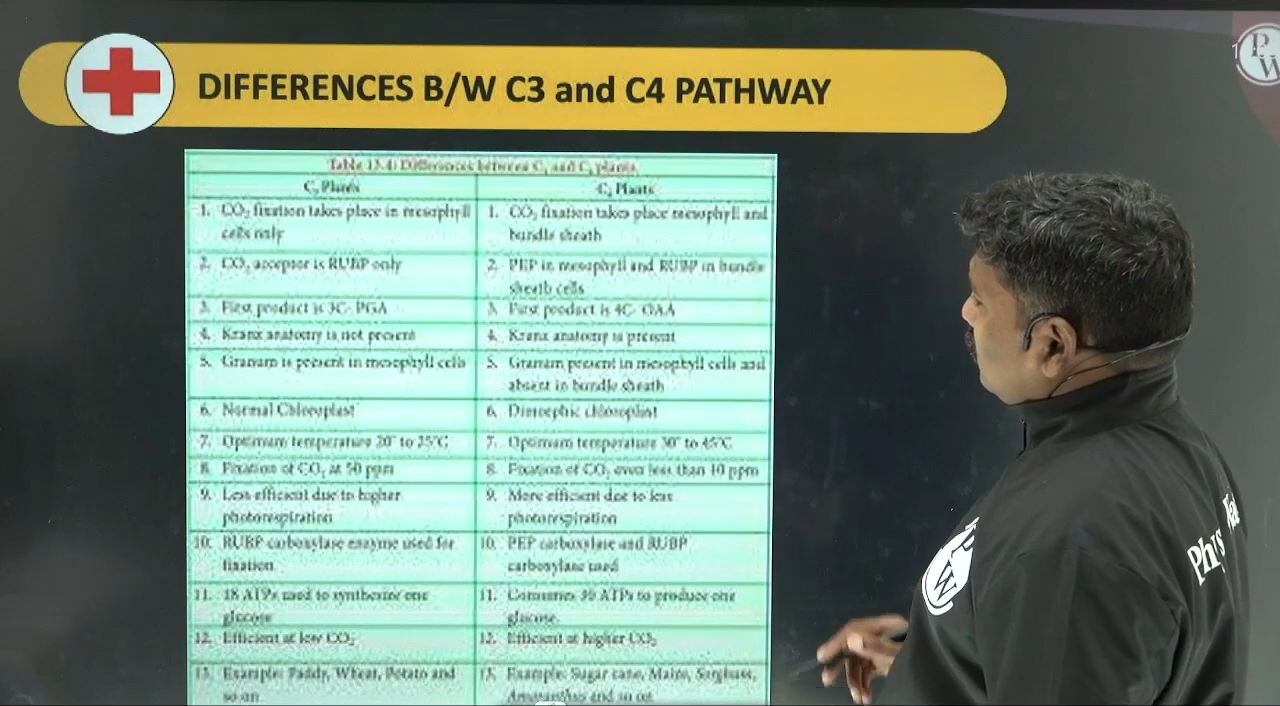 DIFFERENCES B/W C3 and C4 PATHWAY
PW
Table 13.4: Differences between C3 and C4 plants
C3 Plants
C4 Plants
1. CO2 fixation takes place in mesophyll
cells only
1. CO2 fixation takes place mesophyll and
bundle sheath
2. CO2 acceptor is RUBP only
2. PEP in mesophyll and RUBP in bundle
sheath cells
3. First product is 3C- PGA
3. First product is 4C- OAA
4. Kranz anatomy is not present
4. Kranz anatomy is present
5. Granum is present in mesophyll cells
5. Granum present in mesophyll cells and
absent in bundle sheath
6. Normal Chloroplast
6. Dimorphic chloroplast
7. Optimum temperature 20° to 25°C
7. Optimum temperature 30° to 45°C
8. Fixation of CO2 at 50 ppm
8. Fixation of CO2 even less than 10 ppm
9. Less efficient due to higher
photorespiration
9. More efficient due to less
photorespiration
10. RUBP carboxylase enzyme used for
fixation
10. PEP carboxylase and RUBP
carboxylase used
11. 18 ATPs used to synthesize one
glucose
11. Consumes 30 ATPs to produce one
glucose.
12. Efficient at low CO2
12. Efficient at higher CO2
13. Example: Paddy, Wheat, Potato and
so on
13. Example: Sugar cane, Maize, Sorghum,
Amaranthus and so on
W
Phys